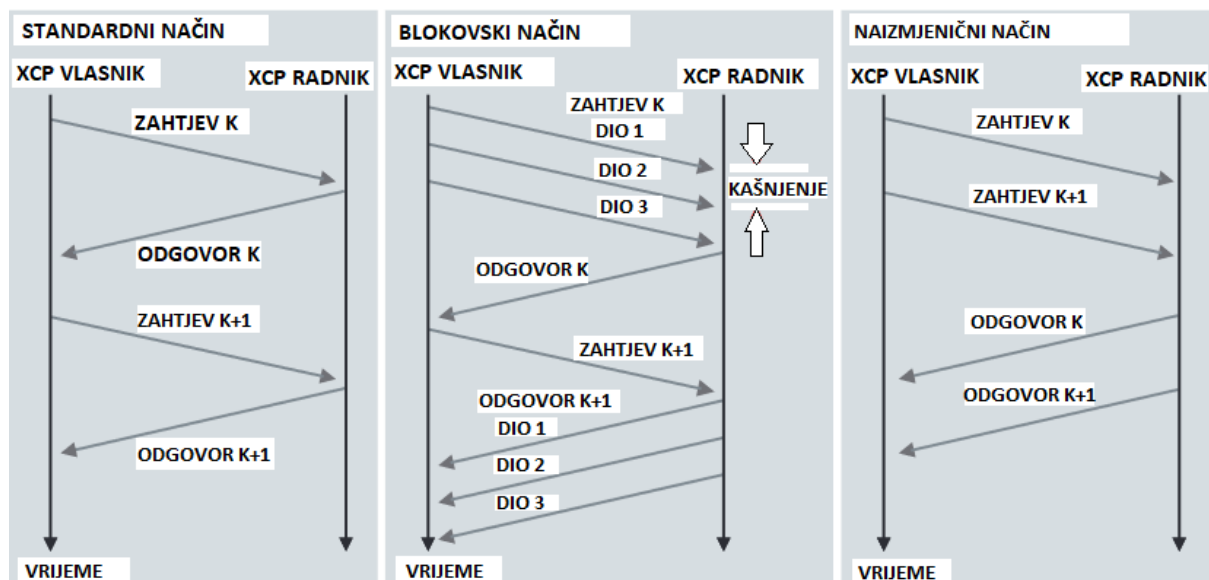 STANDARDNI NAČIN
XCP VLASNIK
XCP RADNIK
ZAHTJEV K
ODGOVOR K
ZAHTJEV K+1
ODGOVOR K+1
VRIJEME
BLOKOVSKI NAČIN
XCP VLASNIK
XCP RADNIK
ZAHTJEV K
DIO 1
DIO 2
KAŠNJENJE
DIO 3
ODGOVOR K
ZAHTJEV K+1
ODGOVOR K+1
DIO 1
DIO 2
DIO 3
VRIJEME
NAIZMJENIČNI NAČIN
XCP VLASNIK
XCP RADNIK
ZAHTJEV K
ZAHTJEV K+1
ODGOVOR K
ODGOVOR K+1
VRIJEME